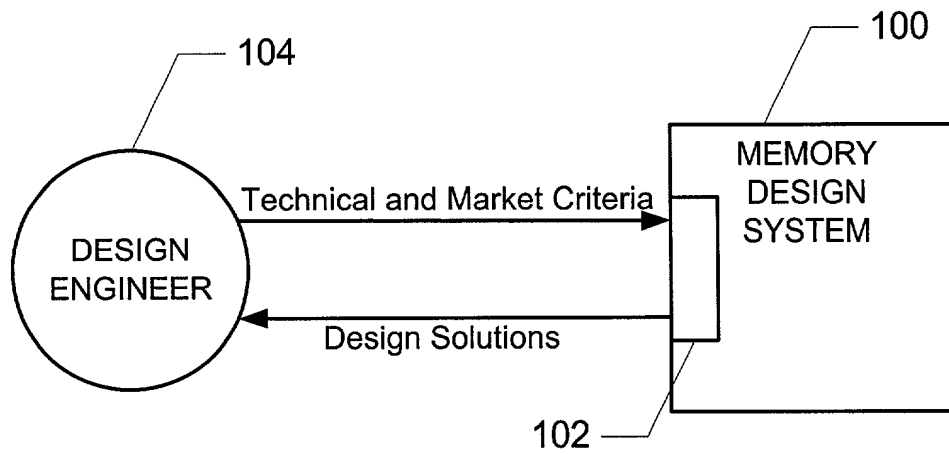 104
100
MEMORY
DESIGN
SYSTEM
Technical and Market Criteria
DESIGN
ENGINEER
Design Solutions
102